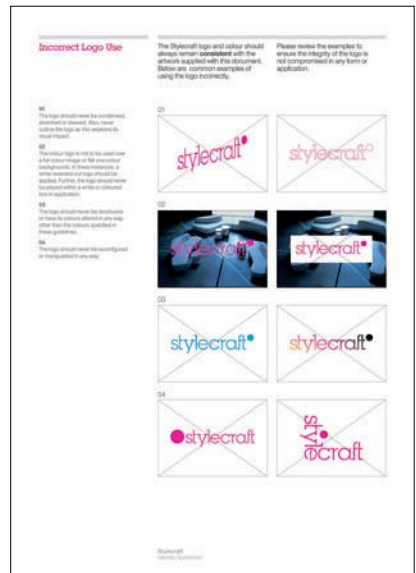 Incorrect Logo Use
The Stylecraft logo and colour should
always remain consistent with the
artwork supplied with this document.
Below are common examples of
using the logo incorrectly.
Please review the examples to
ensure the integrity of the logo is
not compromised in any form or
application.
01
The logo should never be condensed,
stretched or skewed. Also, never
outline the logo as this weakens its
visual impact.
02
The colour logo is not to be used over
a full colour image or flat one colour
backgrounds. In these instances, a
white reversed-out logo should be
applied. Further, the logo should never
be placed within a white or coloured
box in application.
03
The logo should never be recoloured
or have its colours altered in any way
other than the colours specified in
these guidelines.
04
The logo should never be reconfigured
or manipulated in any way.
01
stylecraft
stylecraft
02
stylecraft
stylecraft
03
stylecraft
stylecraft
04
stylecraft
stylecraft
Stylecraft
Identity Guidelines